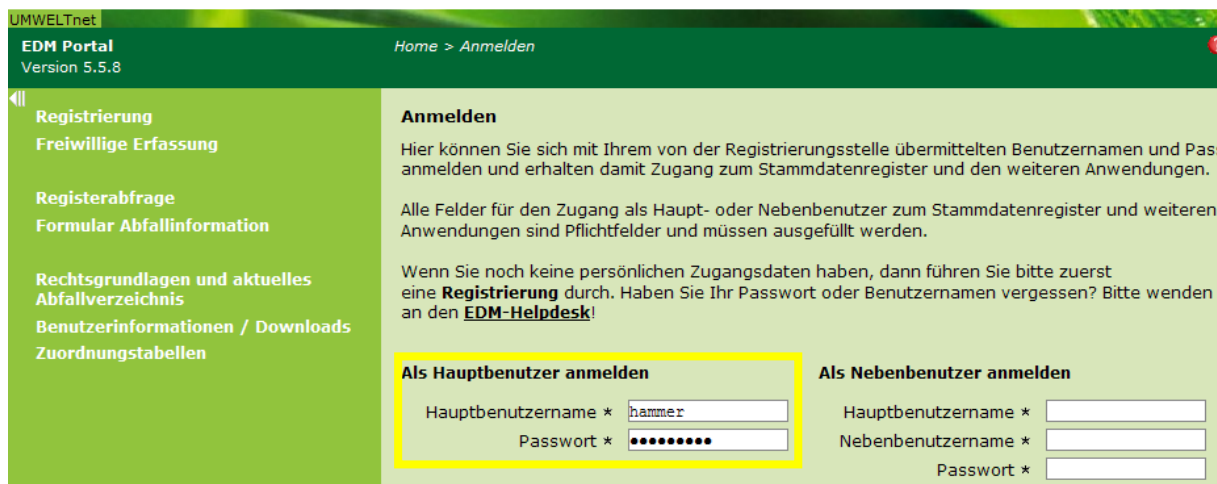 UMWELTnet
EDM Portal
Version 5.5.8
Home > Anmelden
Registrierung
Freiwillige Erfassung
Registerabfrage
Formular Abfallinformation
Rechtsgrundlagen und aktuelles
Abfallverzeichnis
Benutzerinformationen / Downloads
Zuordnungstabellen
Anmelden
Hier können Sie sich mit Ihrem von der Registrierungsstelle übermittelten Benutzernamen und Pas
anmelden und erhalten damit Zugang zum Stammdatenregister und den weiteren Anwendungen.
Alle Felder für den Zugang als Haupt- oder Nebenbenutzer zum Stammdatenregister und weiteren
Anwendungen sind Pflichtfelder und müssen ausgefüllt werden.
Wenn Sie noch keine persönlichen Zugangsdaten haben, dann führen Sie bitte zuerst
eine Registrierung durch. Haben Sie Ihr Passwort oder Benutzernamen vergessen? Bitte wenden
an den EDM-Helpdesk!
Als Hauptbenutzer anmelden
Hauptbenutzername * hammer
Passwort * •••••••••
Als Nebenbenutzer anmelden
Hauptbenutzername *
Nebenbenutzername *
Passwort *